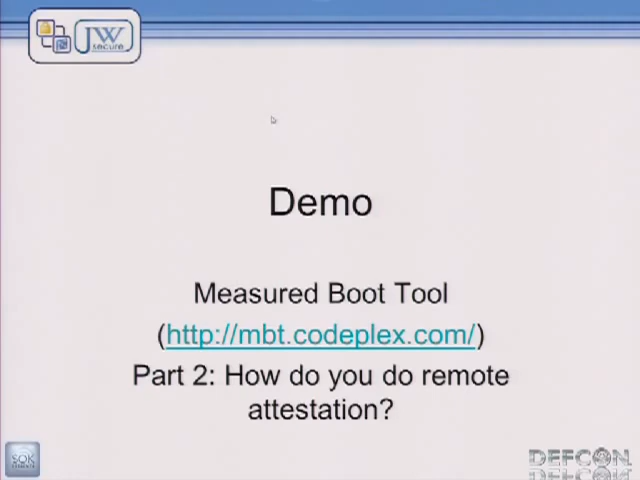 JW
secure
Demo
Measured Boot Tool
(http://mbt.codeplex.com/)
Part 2: How do you do remote
attestation?
SQK
DEFCON